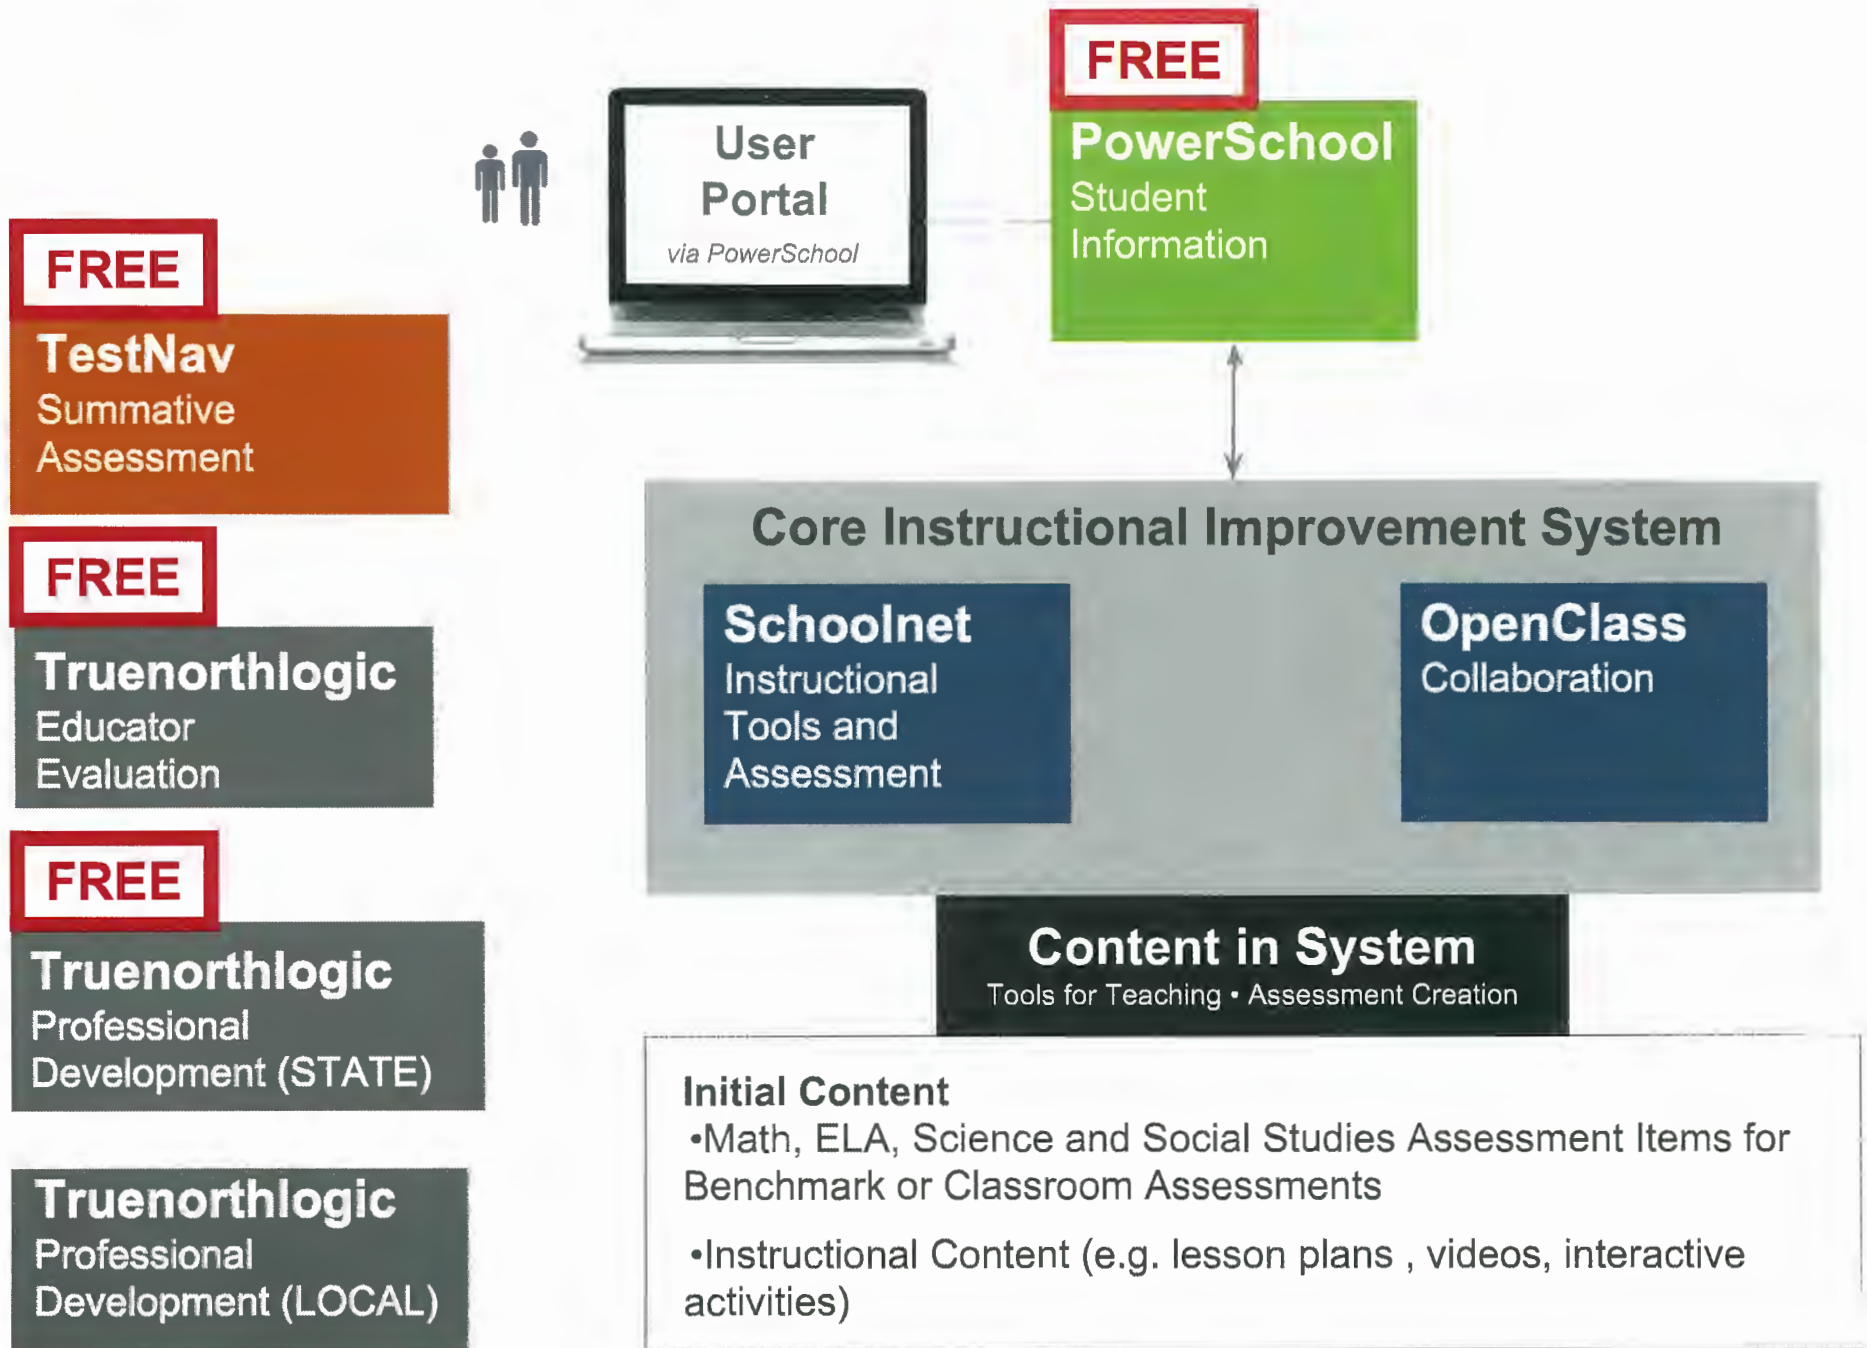 FREE
PowerSchool
Student
Information
User
Portal
via PowerSchool
FREE
TestNav
Summative
Assessment
FREE
Truenorthlogic
Educator
Evaluation
FREE
Truenorthlogic
Professional
Development (STATE)
Truenorthlogic
Professional
Development (LOCAL)
Core Instructional Improvement System
Schoolnet
Instructional
Tools and
Assessment
OpenClass
Collaboration
Content in System
Tools for Teaching • Assessment Creation
Initial Content
•Math, ELA, Science and Social Studies Assessment Items for
Benchmark or Classroom Assessments
•Instructional Content (e.g. lesson plans , videos, interactive
activities)